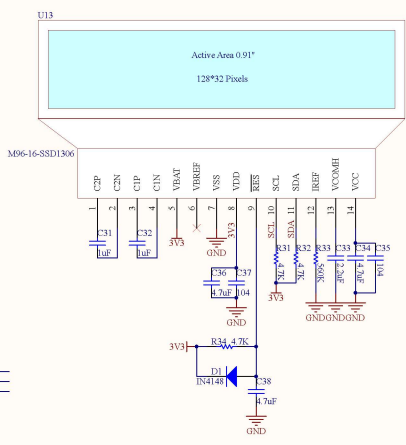 U13
Active Area 0.91"
128*32 Pixels
M96-16-SSD1306
C2P
C2N
C1P
C1N
VBAT
VBREF
VSS
VDD
RES
SCL
SDA
IREF
VCOMH
VCC
1
2
3
4
5
6
7
8
9
10
11
12
13
14
3V3
SCL
SDA
C31
1uF
C32
1uF
3V3
GND
R31
4.7K
R32
4.7K
R33
560K
C33
2.2uF
C34
4.7uF
C35
104
C36
4.7uF
C37
104
GND
3V3
GND
GND
GND
3V3
R34
4.7K
D1
IN4148
C38
4.7uF
GND